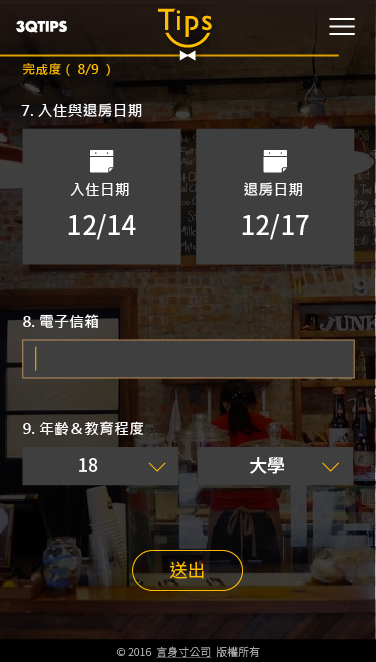 3QTIPS
Tips
完成度（ 8/9 ）
7. 入住與退房日期
入住日期 退房日期
12/14 12/17
8. 電子信箱
9. 年齡＆教育程度
18 大學
送出
© 2016 言身寸公司 版權所有